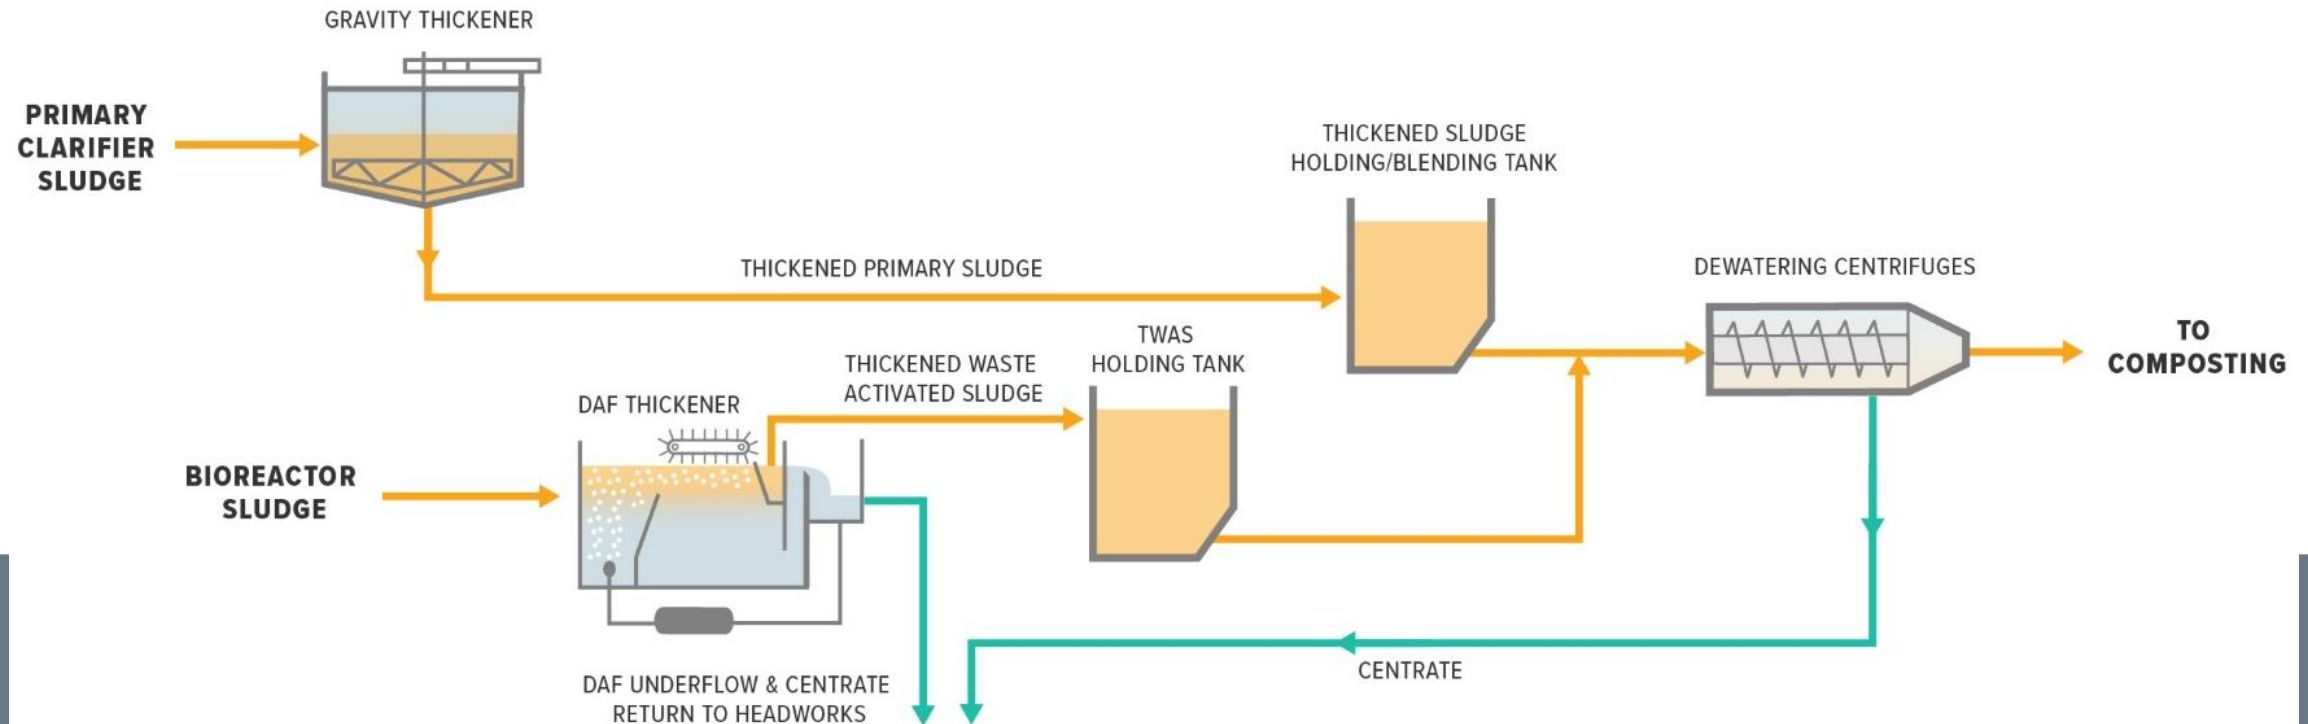 GRAVITY THICKENER
PRIMARY
CLARIFIER
SLUDGE
THICKENED SLUDGE
HOLDING/BLENDING TANK
THICKENED PRIMARY SLUDGE
DEWATERING CENTRIFUGES
TO
COMPOSTING
TWAS
HOLDING TANK
THICKENED WASTE
ACTIVATED SLUDGE
DAF THICKENER
BIOREACTOR
SLUDGE
CENTRATE
DAF UNDERFLOW & CENTRATE
RETURN TO HEADWORKS